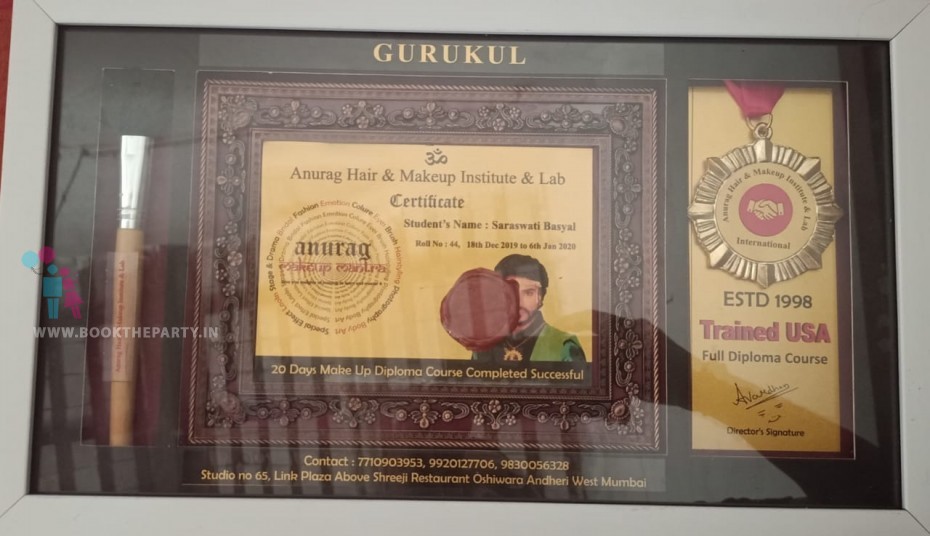 GURUKUL
ॐ
Anurag Hair & Makeup Institute & Lab
Certificate
Student's Name : Saraswati Basyal
Roll No : 44, 18th Dec 2019 to 6th Jan 2020
anurag
makeup mantra
20 Days Make Up Diploma Course Completed Successful
Contact : 7710903953, 9920127706, 9830056328
Studio no 65, Link Plaza Above Shreeji Restaurant Oshiwara Andheri West Mumbai
Anurag Hair & Makeup Institute & Lab
International
ESTD 1998
Trained USA
Full Diploma Course
Director's Signature
WWW.BOOKTHEPARTY.IN